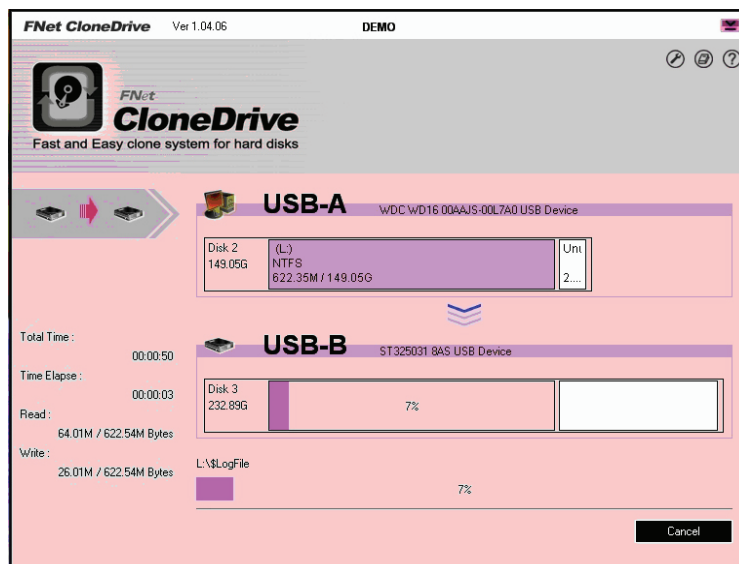 FNet CloneDrive Ver 1.04.06 DEMO
FNet
CloneDrive
Fast and Easy clone system for hard disks
USB-A WDC WD16 00AAJS-00L7A0 USB Device
Disk 2
149.05G
(L:)
NTFS
622.35M / 149.05G
2....
USB-B ST325031 8AS USB Device
Disk 3
232.89G
7%
Total Time :
00:00:50
Time Elapse :
00:00:03
Read :
64.01M / 622.54M Bytes
Write :
26.01M / 622.54M Bytes
L:\$LogFile
7%
Cancel